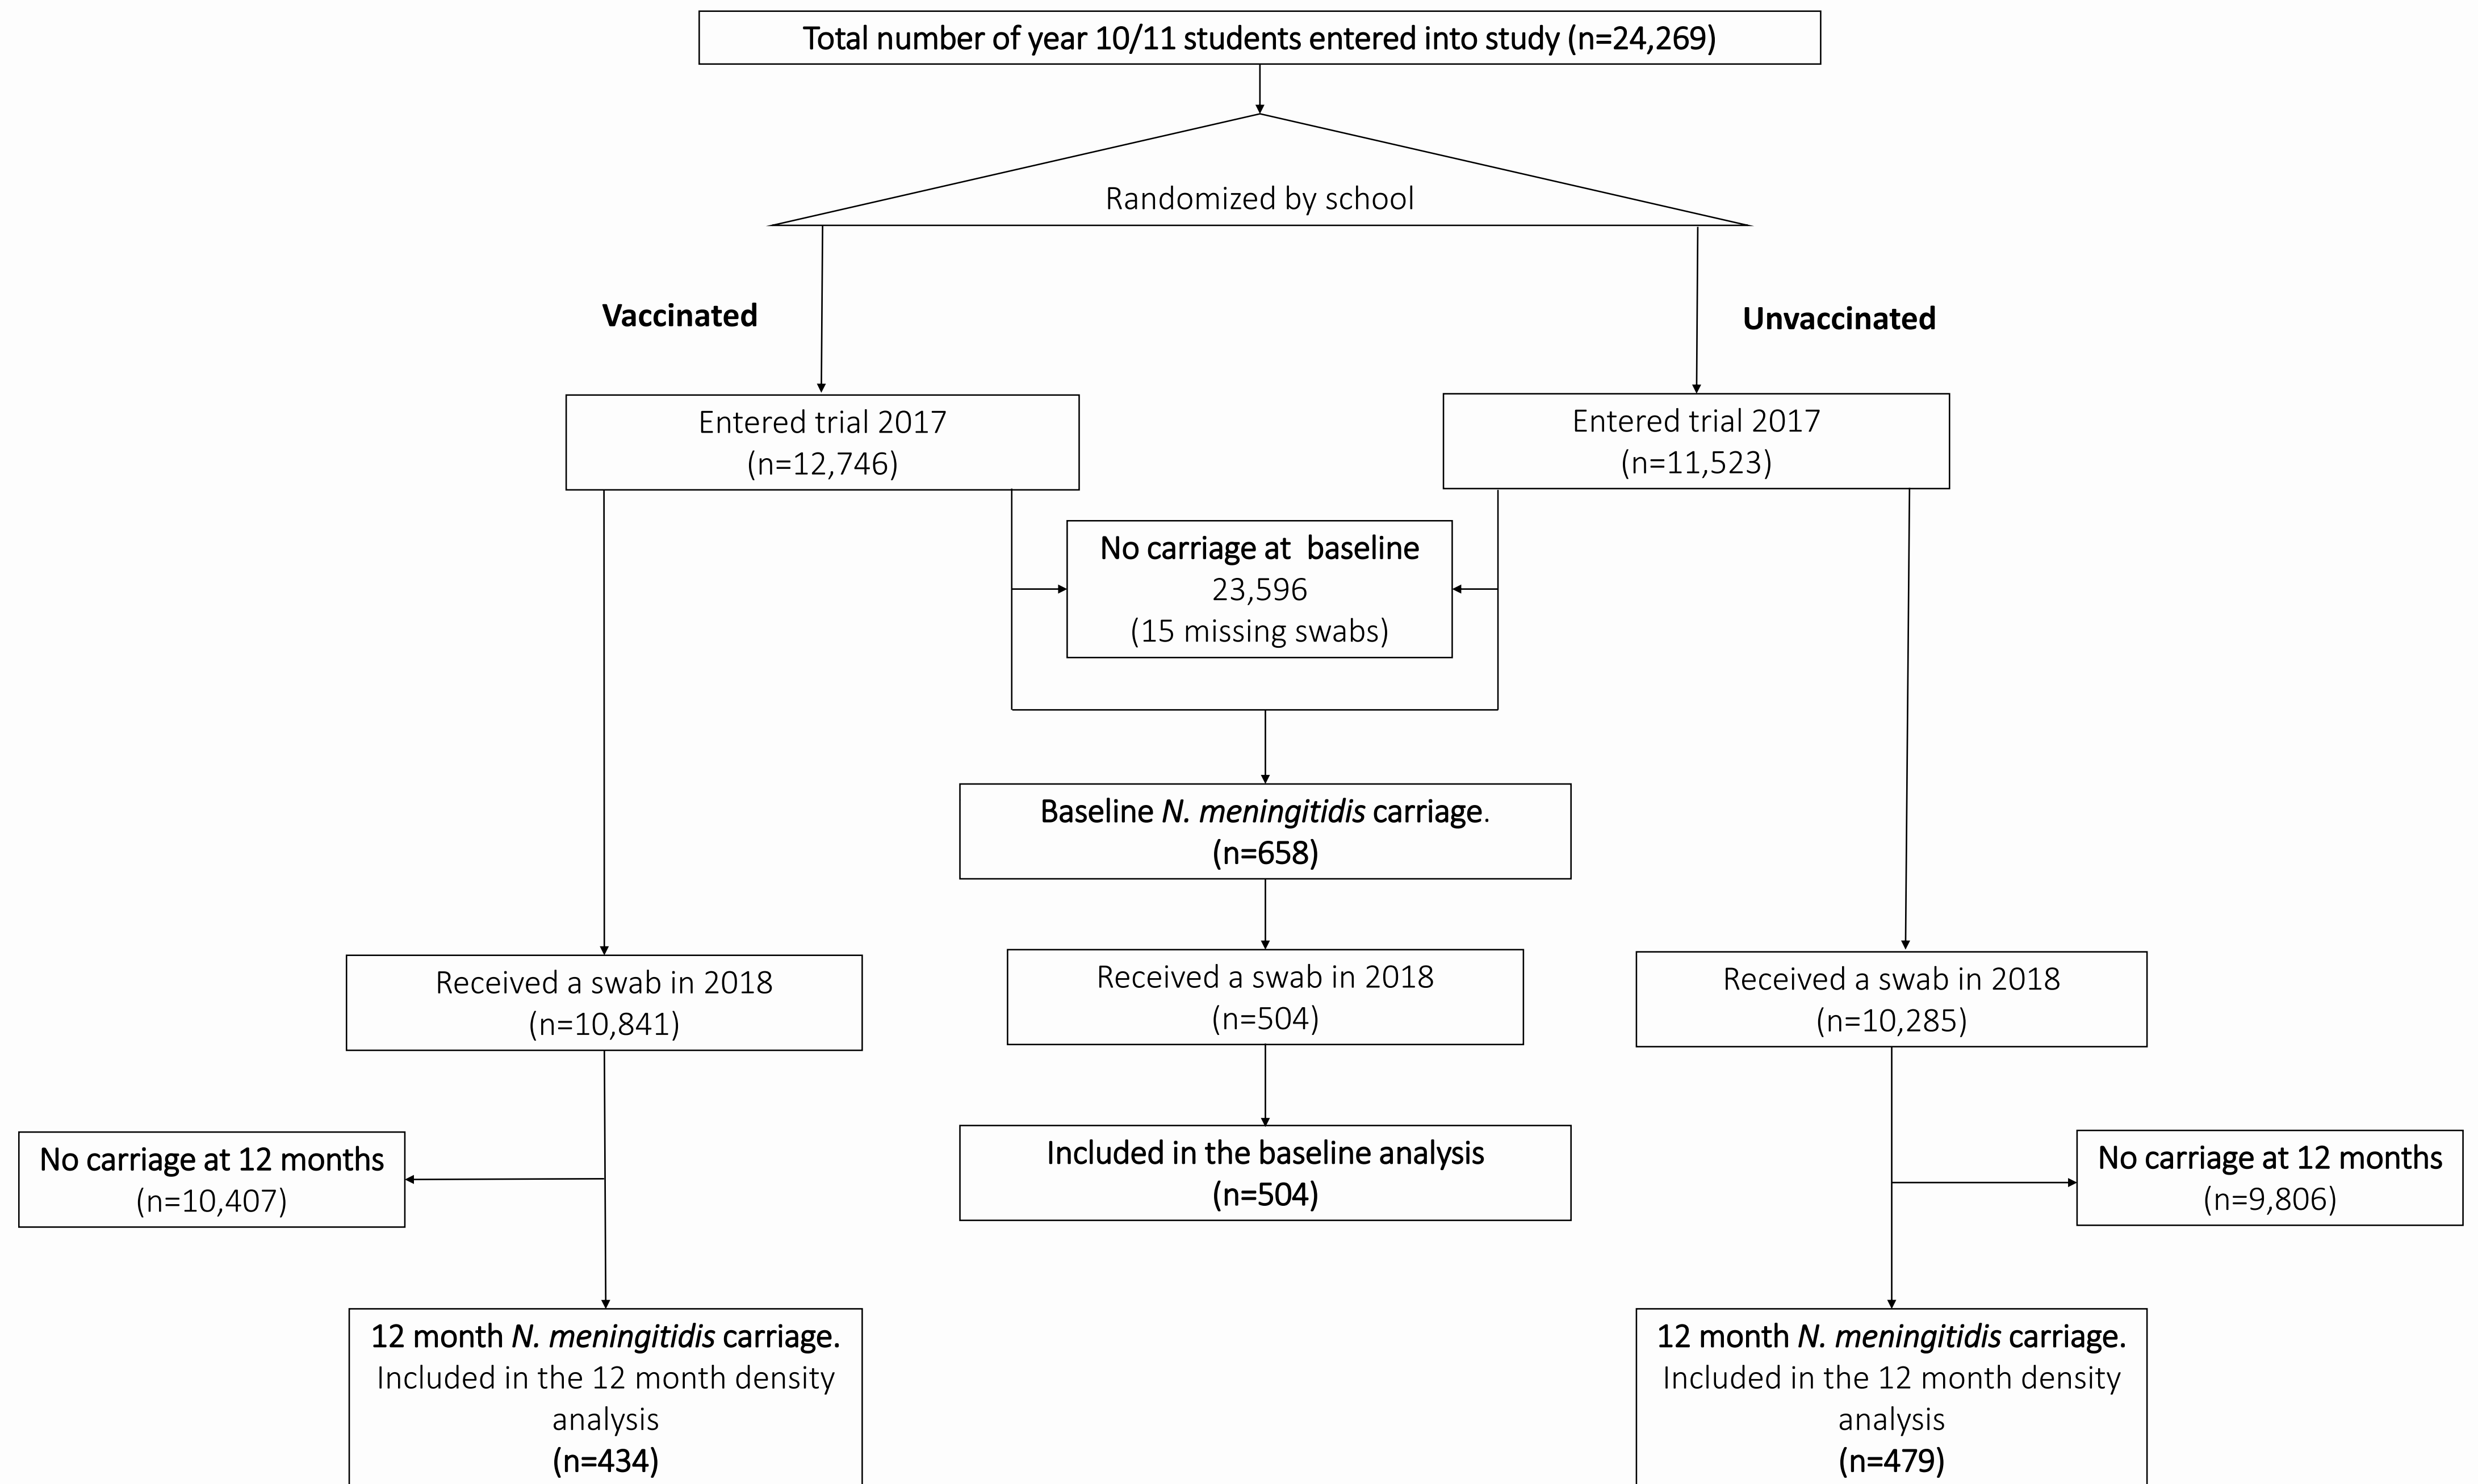 Total number of year 10/11 students entered into study (n=24,269)
Randomized by school
Vaccinated
Unvaccinated
Entered trial 2017
(n=12,746)
Entered trial 2017
(n=11,523)
No carriage at  baseline
23,596
(15 missing swabs)
Baseline N. meningitidis carriage.
(n=658)
Received a swab in 2018
(n=10,841)
Received a swab in 2018
(n=504)
Received a swab in 2018
(n=10,285)
No carriage at 12 months
(n=10,407)
Included in the baseline analysis
(n=504)
No carriage at 12 months
(n=9,806)
12 month N. meningitidis carriage.
Included in the 12 month density
analysis
(n=434)
12 month N. meningitidis carriage.
Included in the 12 month density
analysis
(n=479)